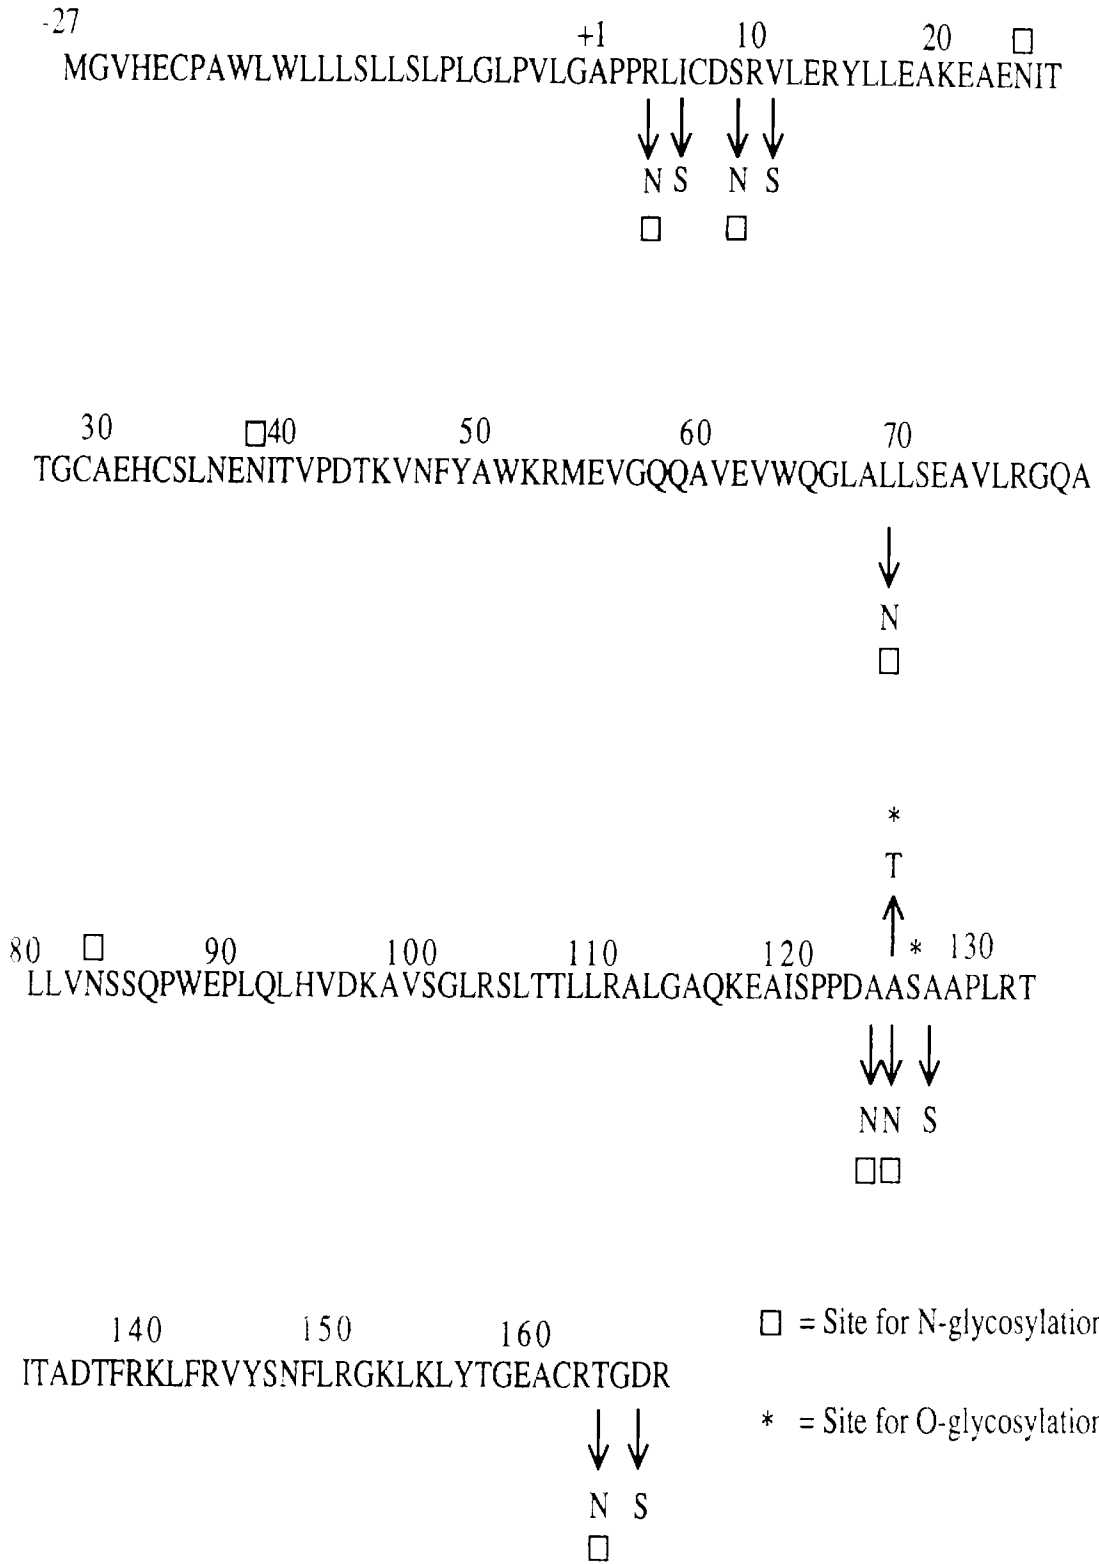 -27 +1 10 20 □
MGVHECPAWLWLLLSLLSLPLGLPVLGAPPRLICDSRVLERYLLEAKEAENIT
N S N S
□ □
30 □40 50 60 70
TGCAEHCSLNENITVPDTKVNFYAWKRMEVGQQAVEVWQGLALLSEAVLRGQA
N
□
*
T
80 □ 90 100 110 120 * 130
LLVNSSQPWEPLQLHVDKAVSGLRSLTTLLRALGAQKEAISPPDAASAAPLRT
NN S
□□
140 150 160
ITADTFRKLFRVYSNFLRGKLKLYTGEACRTGDR
□ = Site for N-glycosylation
* = Site for O-glycosylation
N S
□